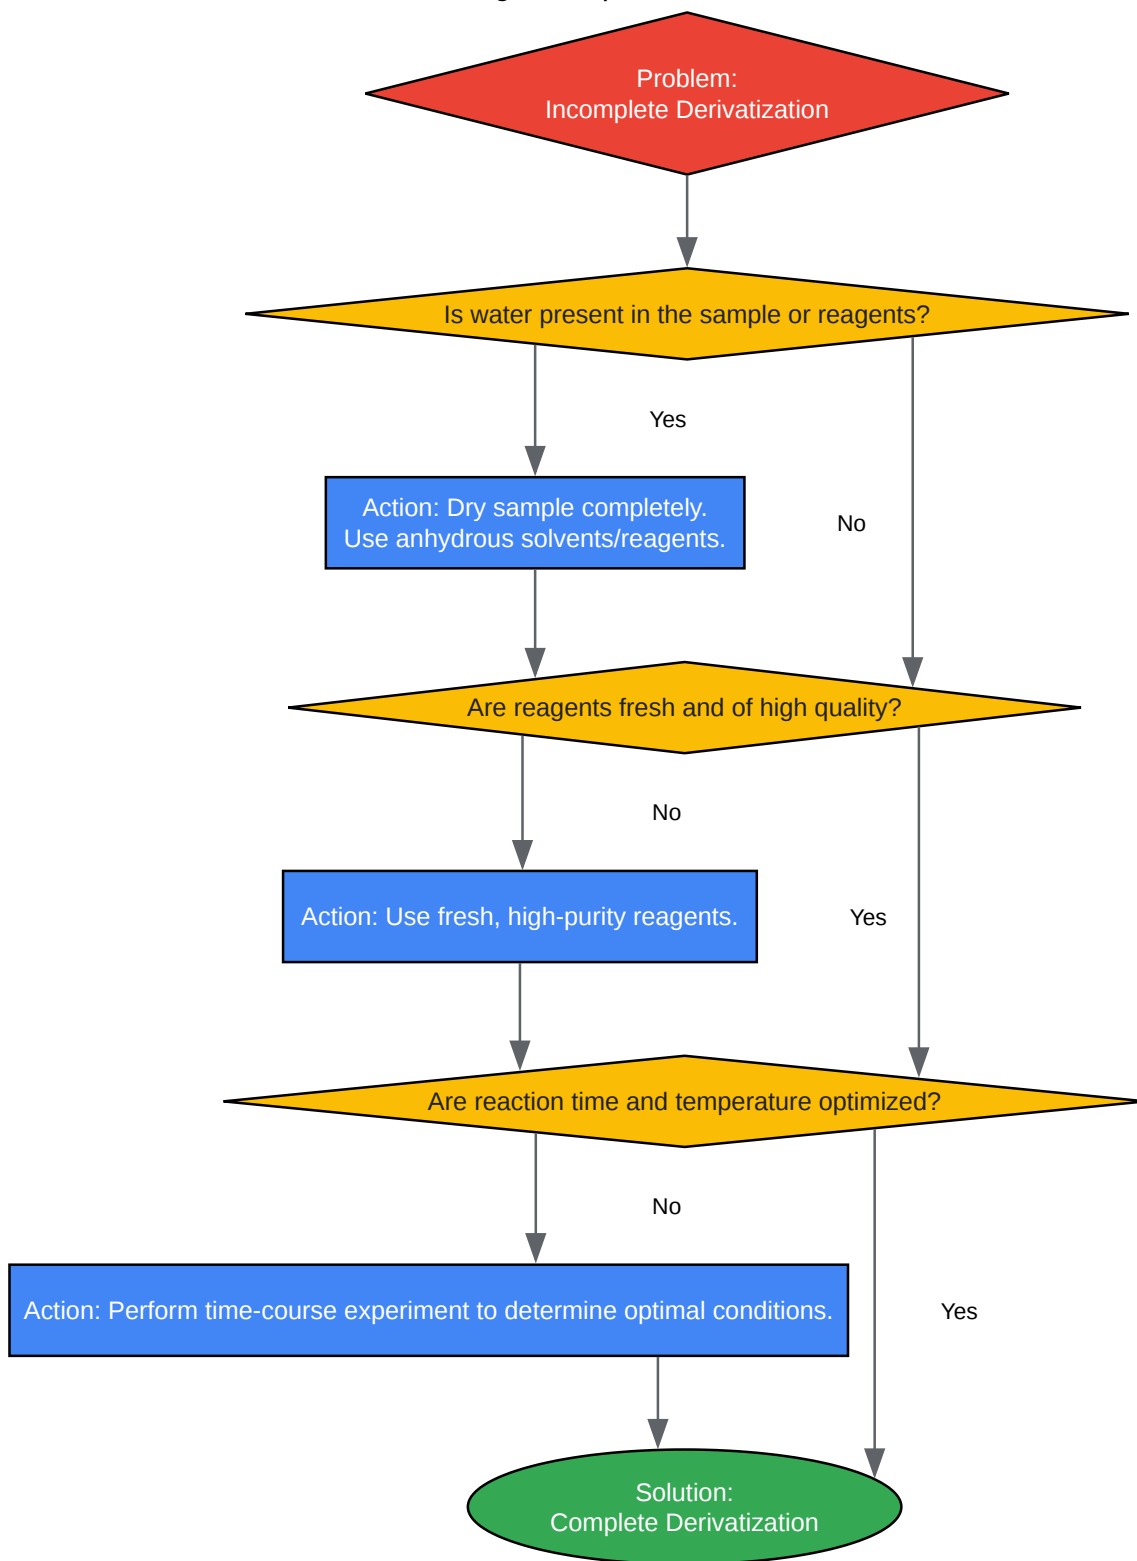 Problem:
Incomplete Derivatization
Is water present in the sample or reagents?
Yes
Action: Dry sample completely.
Use anhydrous solvents/reagents.
No
Are reagents fresh and of high quality?
No
Action: Use fresh, high-purity reagents.
Yes
Are reaction time and temperature optimized?
No
Action: Perform time-course experiment to determine optimal conditions.
Yes
Solution:
Complete Derivatization